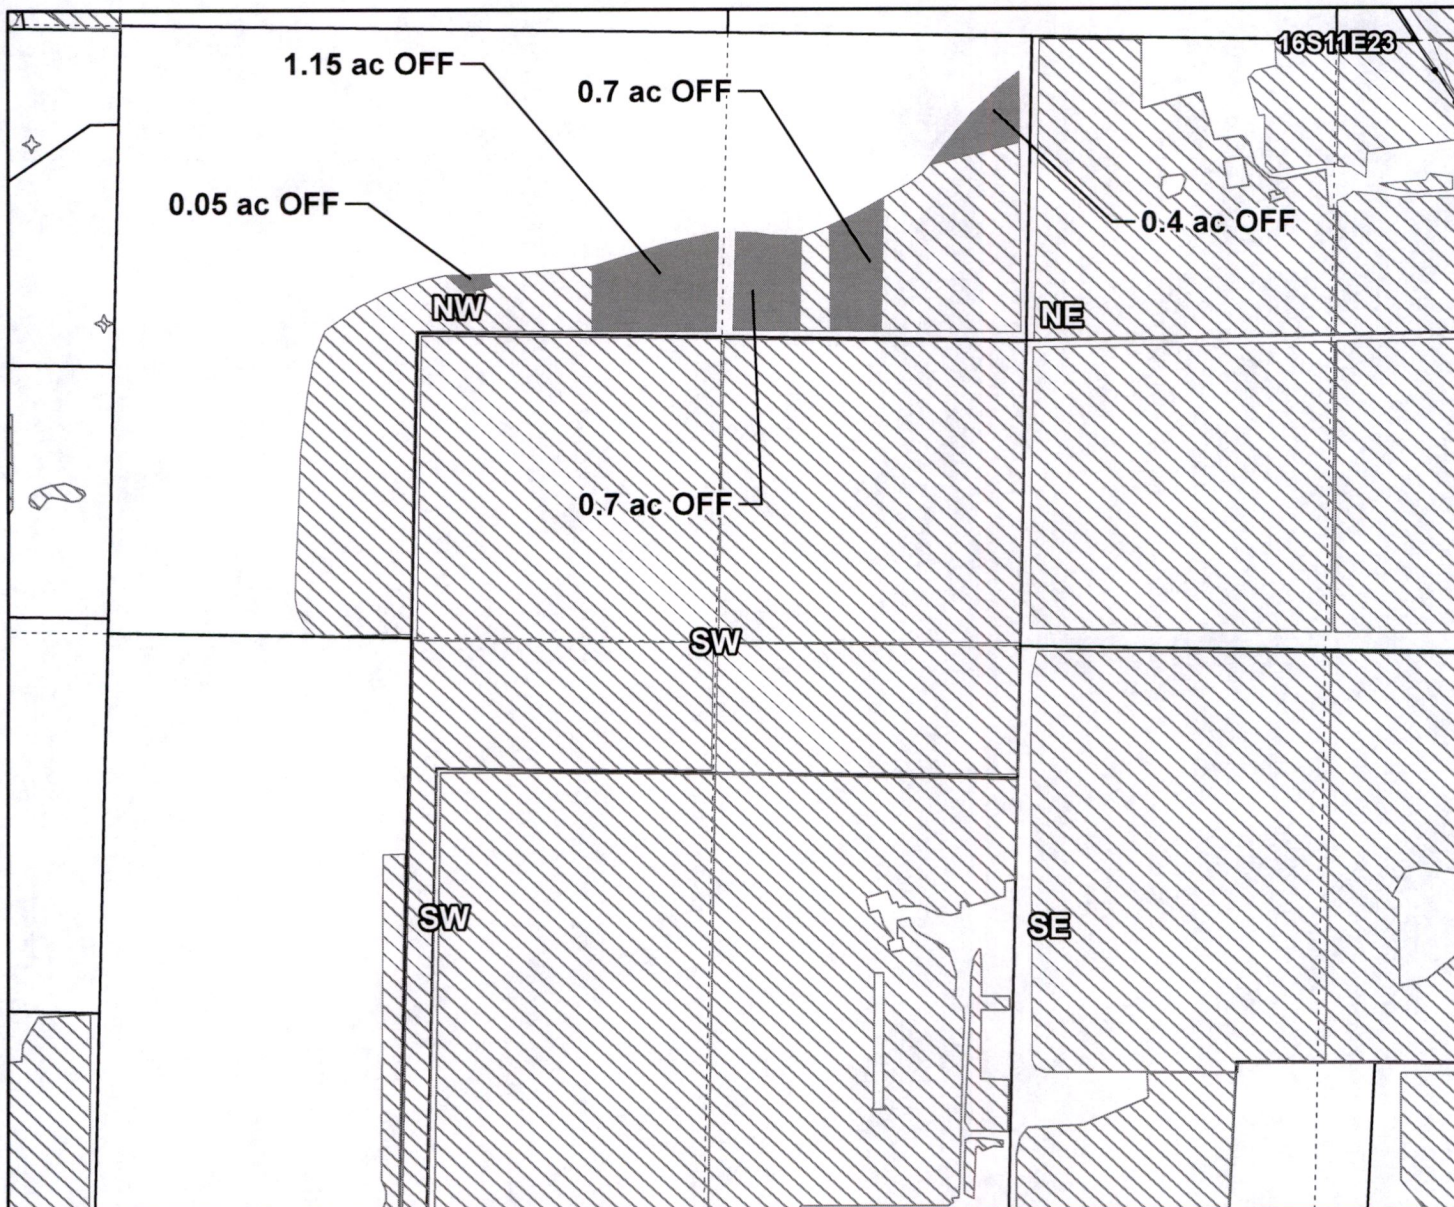 16S11E23
1.15 ac OFF
0.7 ac OFF
0.05 ac OFF
0.4 ac OFF
NW
NE
0.7 ac OFF
SW
SW
SE